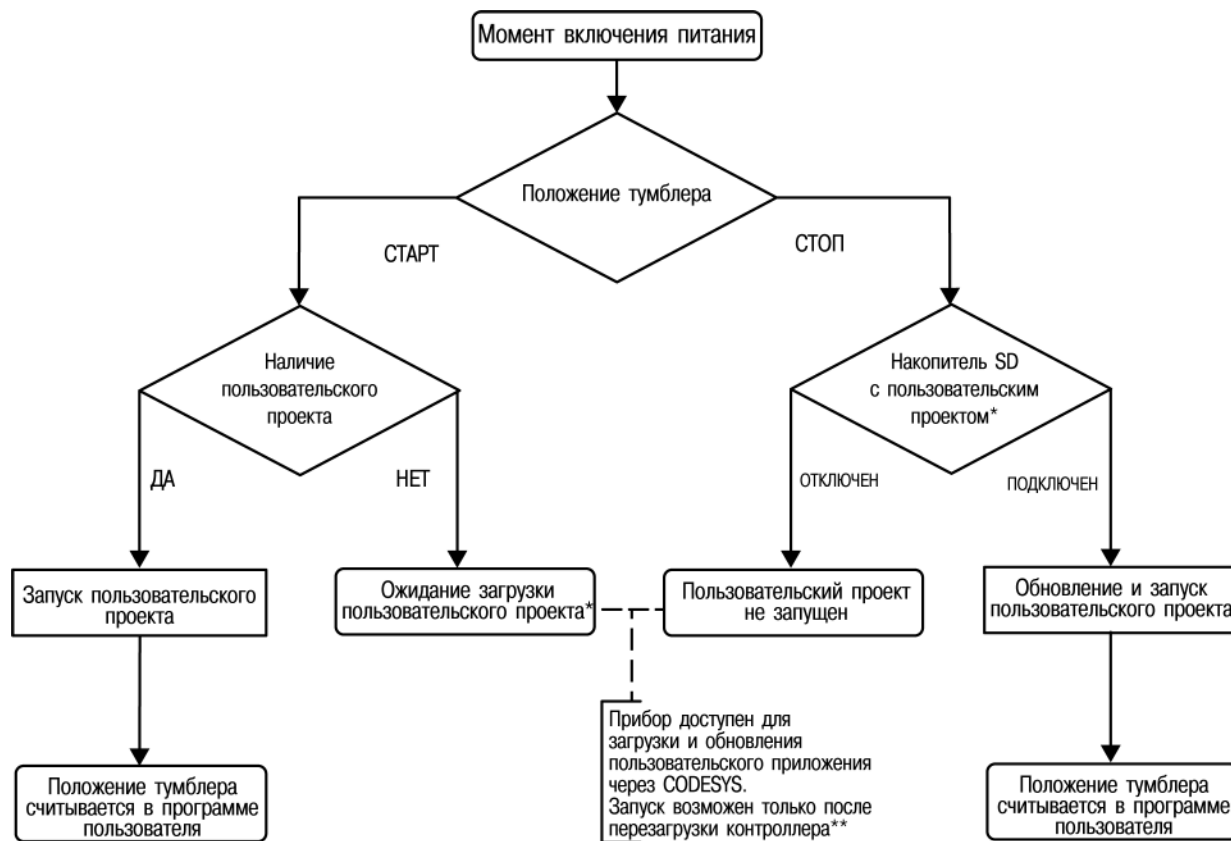 Момент включения питания
Положение тумблера
СТАРТ
СТОП
Наличие
пользовательского
проекта
Накопитель SD
с пользовательским
проектом*
ДА
НЕТ
ОТКЛЮЧЕН
ПОДКЛЮЧЕН
Запуск пользовательского
проекта
Ожидание загрузки
пользовательского проекта*
Пользовательский проект
не запущен
Обновление и запуск
пользовательского проекта
Прибор доступен для
загрузки и обновления
пользовательского приложения
через CODESYS.
Запуск возможен только после
перезагрузки контроллера**
Положение тумблера
считывается в программе
пользователя
Положение тумблера
считывается в программе
пользователя